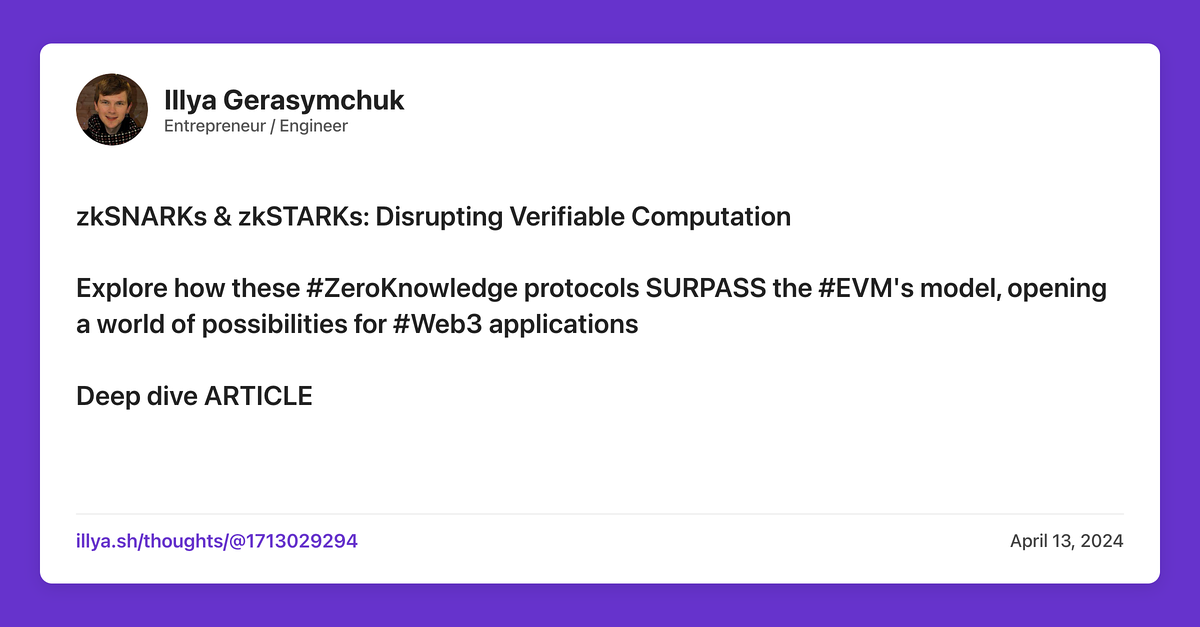 Illya Gerasymchuk
Entrepreneur / Engineer
zkSNARKs & zkSTARKs: Disrupting Verifiable Computation
Explore how these #ZeroKnowledge protocols SURPASS the #EVM's model, opening
a world of possibilities for #Web3 applications
Deep dive ARTICLE
illya.sh/thoughts/@1713029294
April 13, 2024